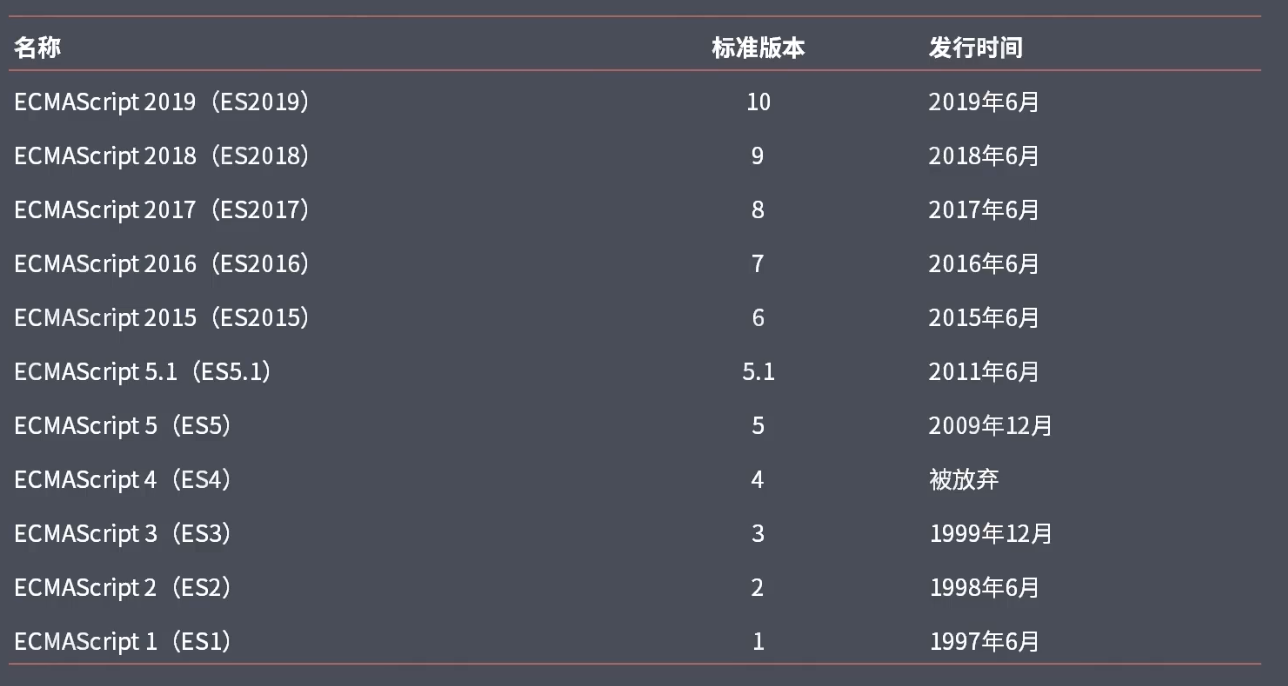 名称 标准版本 发行时间
ECMAScript 2019（ES2019） 10 2019年6月
ECMAScript 2018（ES2018） 9 2018年6月
ECMAScript 2017（ES2017） 8 2017年6月
ECMAScript 2016（ES2016） 7 2016年6月
ECMAScript 2015（ES2015） 6 2015年6月
ECMAScript 5.1（ES5.1） 5.1 2011年6月
ECMAScript 5（ES5） 5 2009年12月
ECMAScript 4（ES4） 4 被放弃
ECMAScript 3（ES3） 3 1999年12月
ECMAScript 2（ES2） 2 1998年6月
ECMAScript 1（ES1） 1 1997年6月